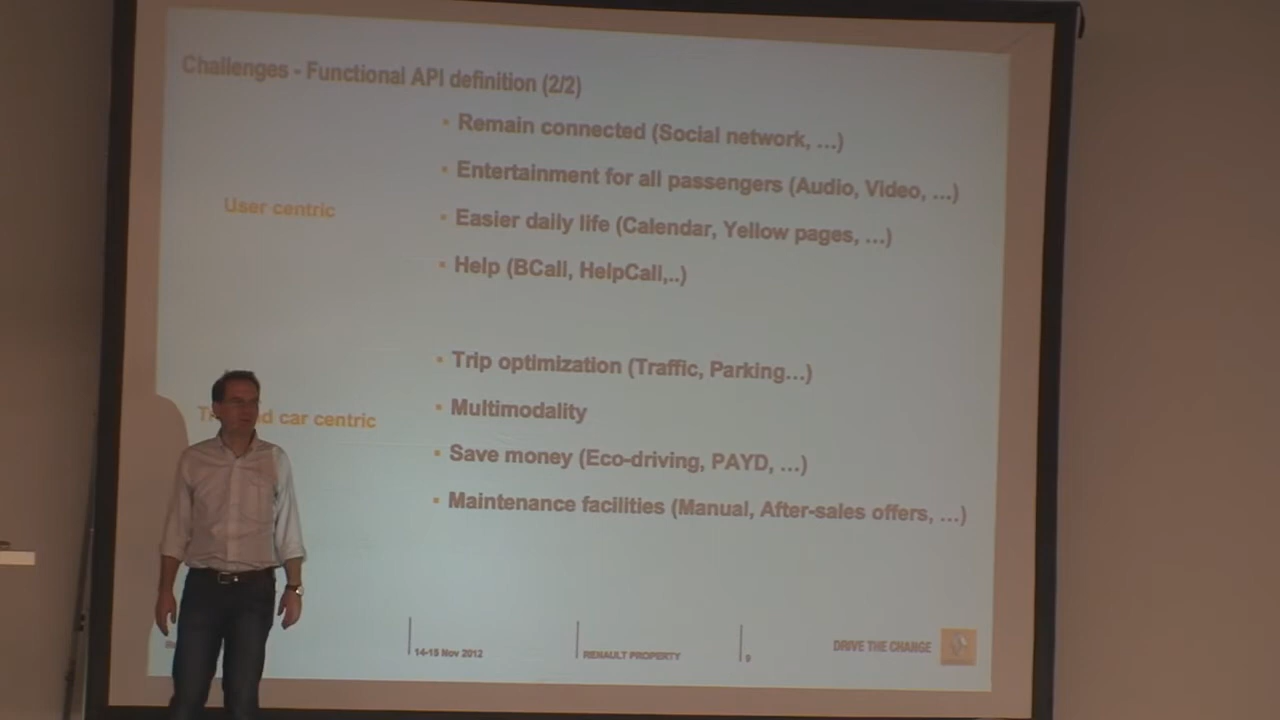 Challenges - Functional API definition (2/2)
▪ Remain connected (Social network, ...)
▪ Entertainment for all passengers (Audio, Video, ...)
User centric
▪ Easier daily life (Calendar, Yellow pages, ...)
▪ Help (BCall, HelpCall,..)
▪ Trip optimization (Traffic, Parking...)
▪ Multimodality
car centric
▪ Save money (Eco-driving, PAYD, ...)
▪ Maintenance facilities (Manual, After-sales offers, ...)
14-15 Nov 2012
RENAULT PROPERTY
9
DRIVE THE CHANGE